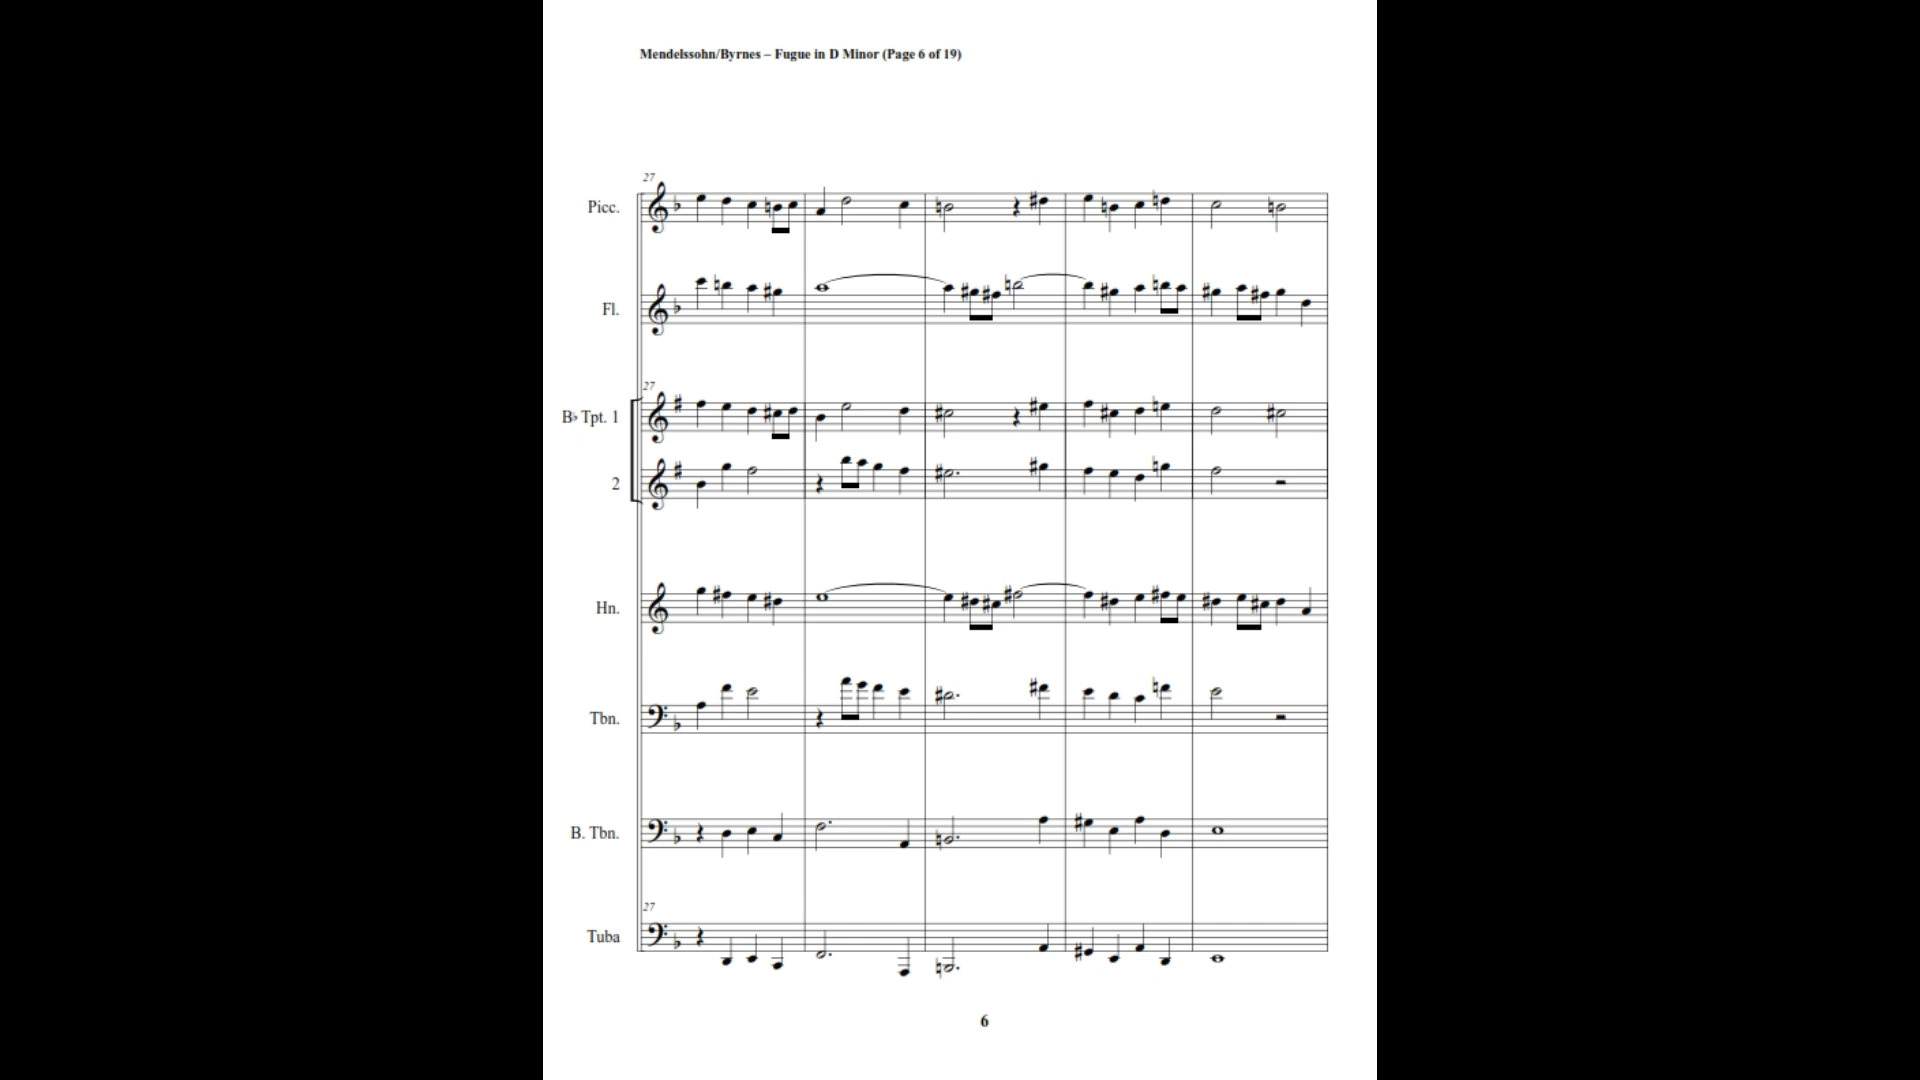 Mendelssohn/Byrnes – Fugue in D Minor (Page 6 of 19)
27
Picc.
Fl.
27
B♭ Tpt. 1
2
Hn.
Tbn.
B. Tbn.
27
Tuba
6